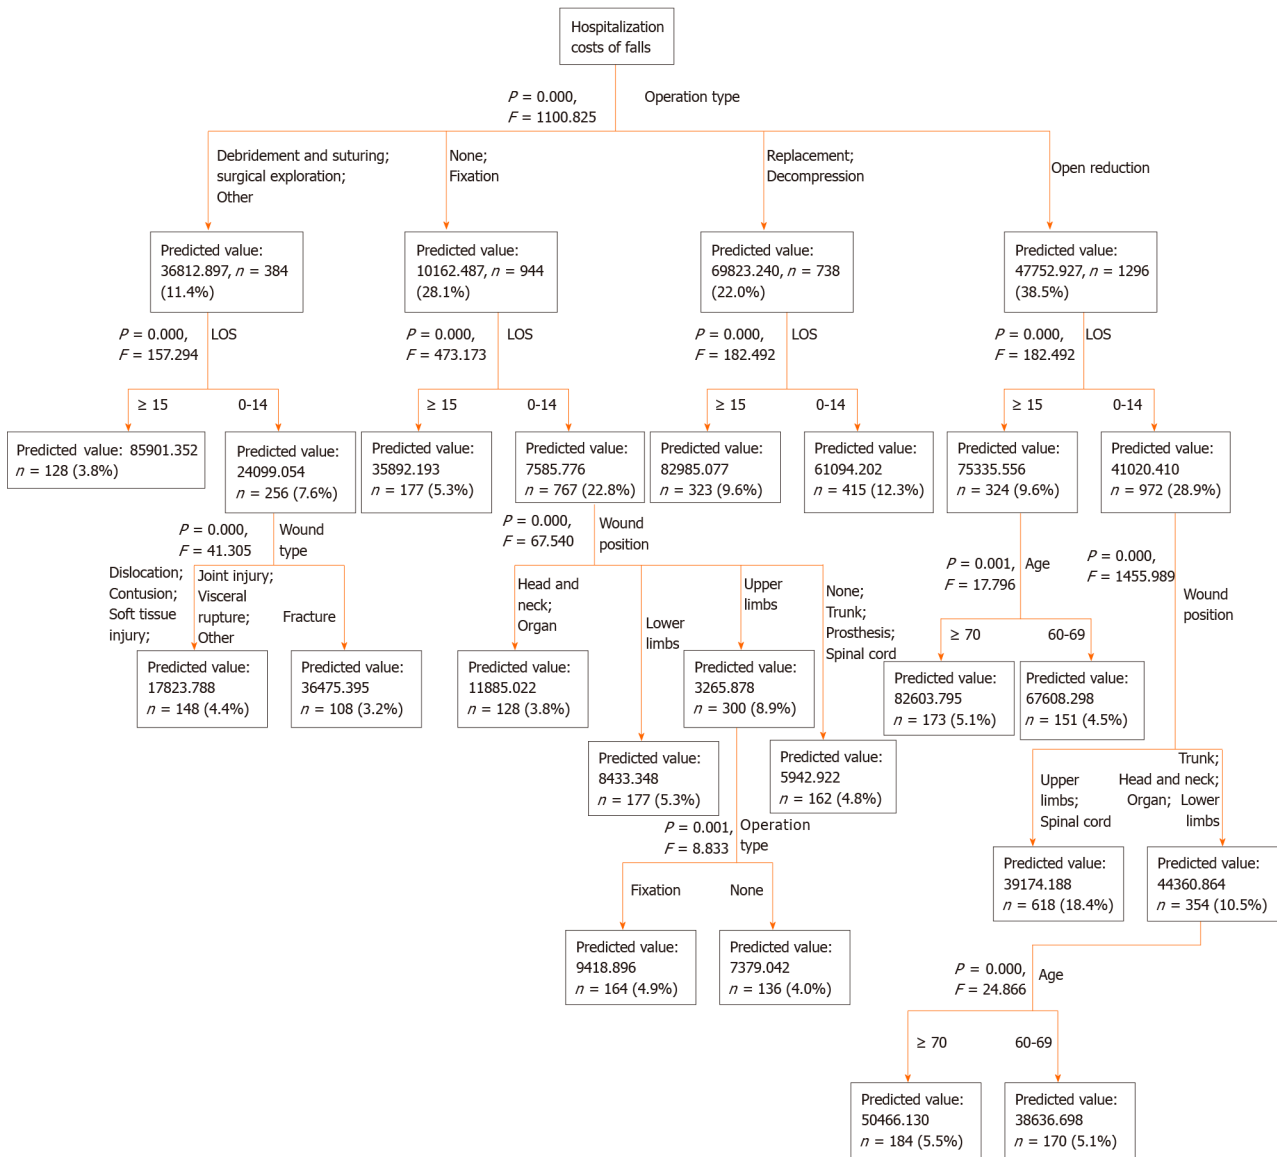 Hospitalization
costs of falls
P = 0.000,
F = 1100.825
Operation type
Debridement and suturing;
surgical exploration;
Other
None;
Fixation
Replacement;
Decompression
Open reduction
Predicted value:
36812.897, n = 384
(11.4%)
Predicted value:
10162.487, n = 944
(28.1%)
Predicted value:
69823.240, n = 738
(22.0%)
Predicted value:
47752.927, n = 1296
(38.5%)
P = 0.000,
F = 157.294
LOS
P = 0.000,
F = 473.173
LOS
P = 0.000,
F = 182.492
LOS
P = 0.000,
F = 182.492
LOS
≥ 15
0-14
≥ 15
0-14
≥ 15
0-14
≥ 15
0-14
Predicted value: 85901.352
n = 128 (3.8%)
Predicted value:
24099.054
n = 256 (7.6%)
Predicted value:
35892.193
n = 177 (5.3%)
Predicted value:
7585.776
n = 767 (22.8%)
Predicted value:
82985.077
n = 323 (9.6%)
Predicted value:
61094.202
n = 415 (12.3%)
Predicted value:
75335.556
n = 324 (9.6%)
Predicted value:
41020.410
n = 972 (28.9%)
P = 0.000,
F = 41.305
Wound
type
P = 0.000,
F = 67.540
Wound
position
P = 0.001,
F = 17.796
Age
P = 0.000,
F = 1455.989
Wound
position
Dislocation;
Contusion;
Soft tissue
injury;
Joint injury;
Visceral
rupture;
Other
Fracture
Head and
neck;
Organ
Lower
limbs
Upper
limbs
None;
Trunk;
Prosthesis;
Spinal cord
≥ 70
60-69
Predicted value:
17823.788
n = 148 (4.4%)
Predicted value:
36475.395
n = 108 (3.2%)
Predicted value:
11885.022
n = 128 (3.8%)
Predicted value:
3265.878
n = 300 (8.9%)
Predicted value:
82603.795
n = 173 (5.1%)
Predicted value:
67608.298
n = 151 (4.5%)
Predicted value:
8433.348
n = 177 (5.3%)
Predicted value:
5942.922
n = 162 (4.8%)
Upper
limbs;
Spinal cord
Trunk;
Head and neck;
Organ; Lower
limbs
P = 0.001,
F = 8.833
Operation
type
Fixation
None
Predicted value:
39174.188
n = 618 (18.4%)
Predicted value:
44360.864
n = 354 (10.5%)
Predicted value:
9418.896
n = 164 (4.9%)
Predicted value:
7379.042
n = 136 (4.0%)
P = 0.000,
F = 24.866
Age
≥ 70
60-69
Predicted value:
50466.130
n = 184 (5.5%)
Predicted value:
38636.698
n = 170 (5.1%)